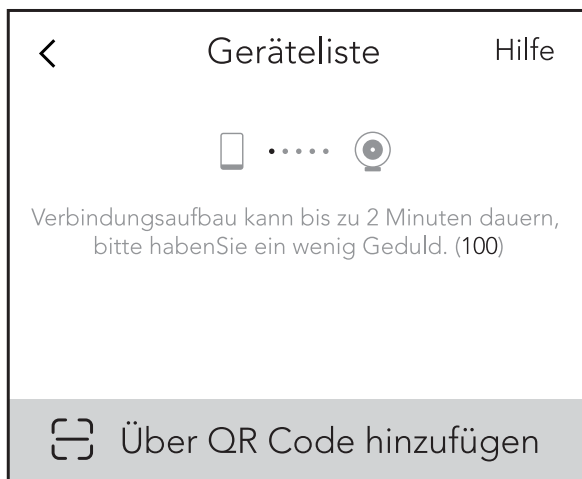 Geräteliste Hilfe
Verbindungsaufbau kann bis zu 2 Minuten dauern,
bitte habenSie ein wenig Geduld. (100)
Über QR Code hinzufügen